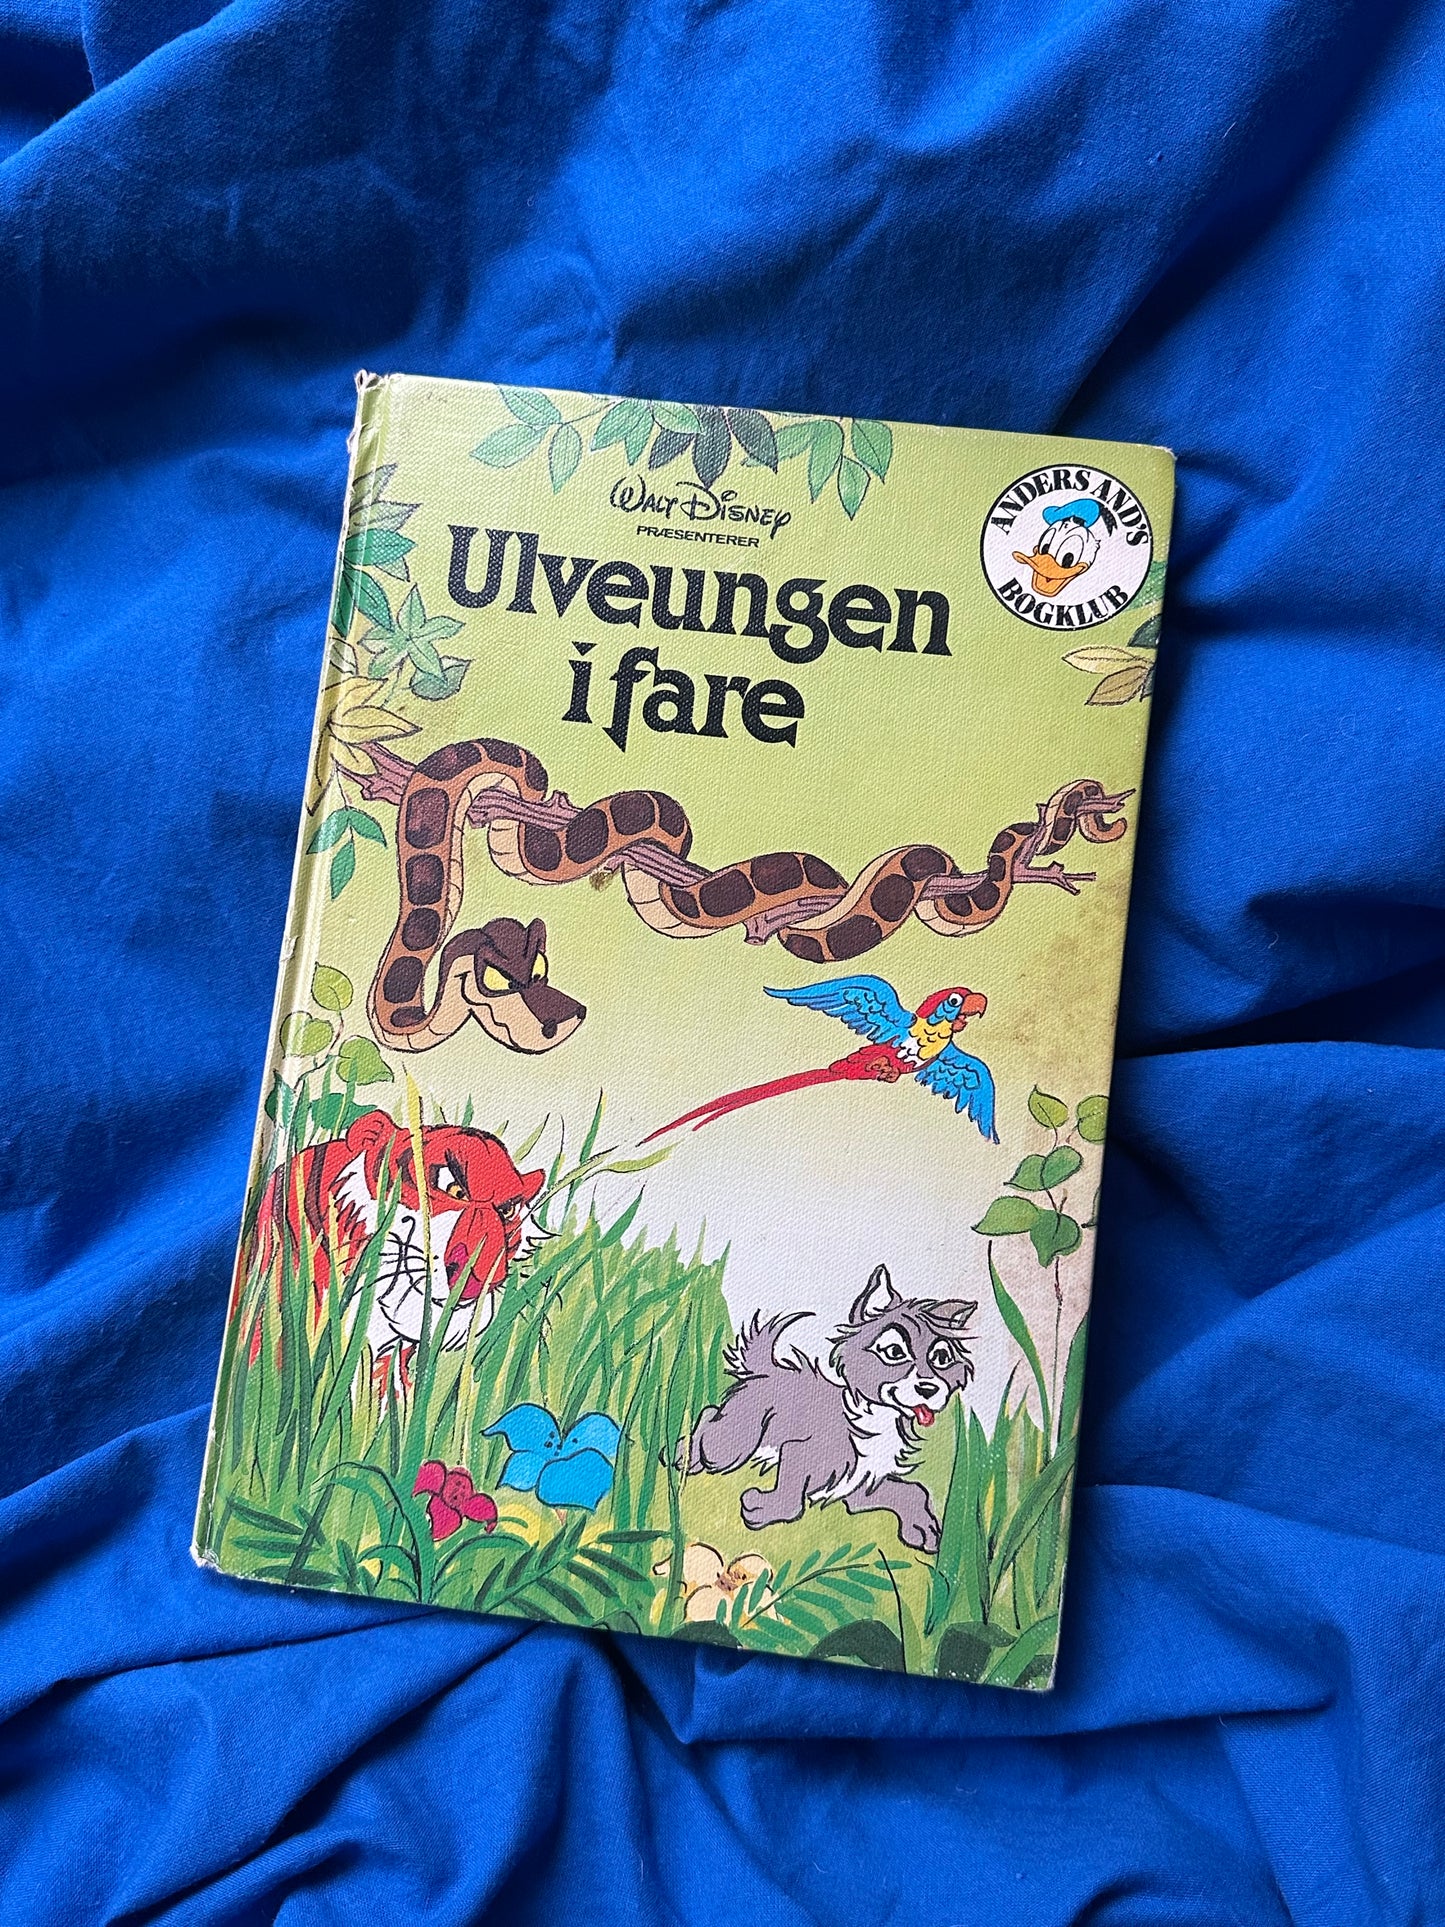 Walt Disney
PRÆSENTERER
Ulveungen
i fare
ANDERS AND'S
BOGKLUB